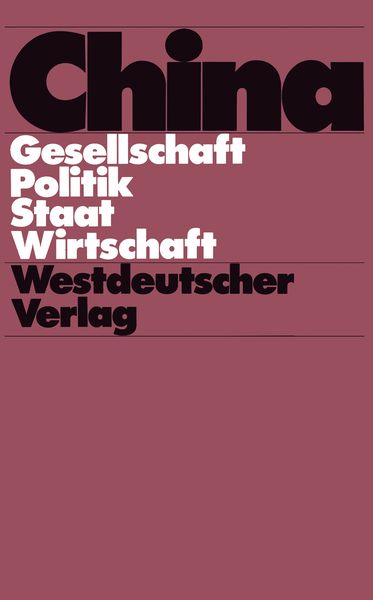 China
Gesellschaft
Politik
Staat
Wirtschaft
Westdeutscher
Verlag